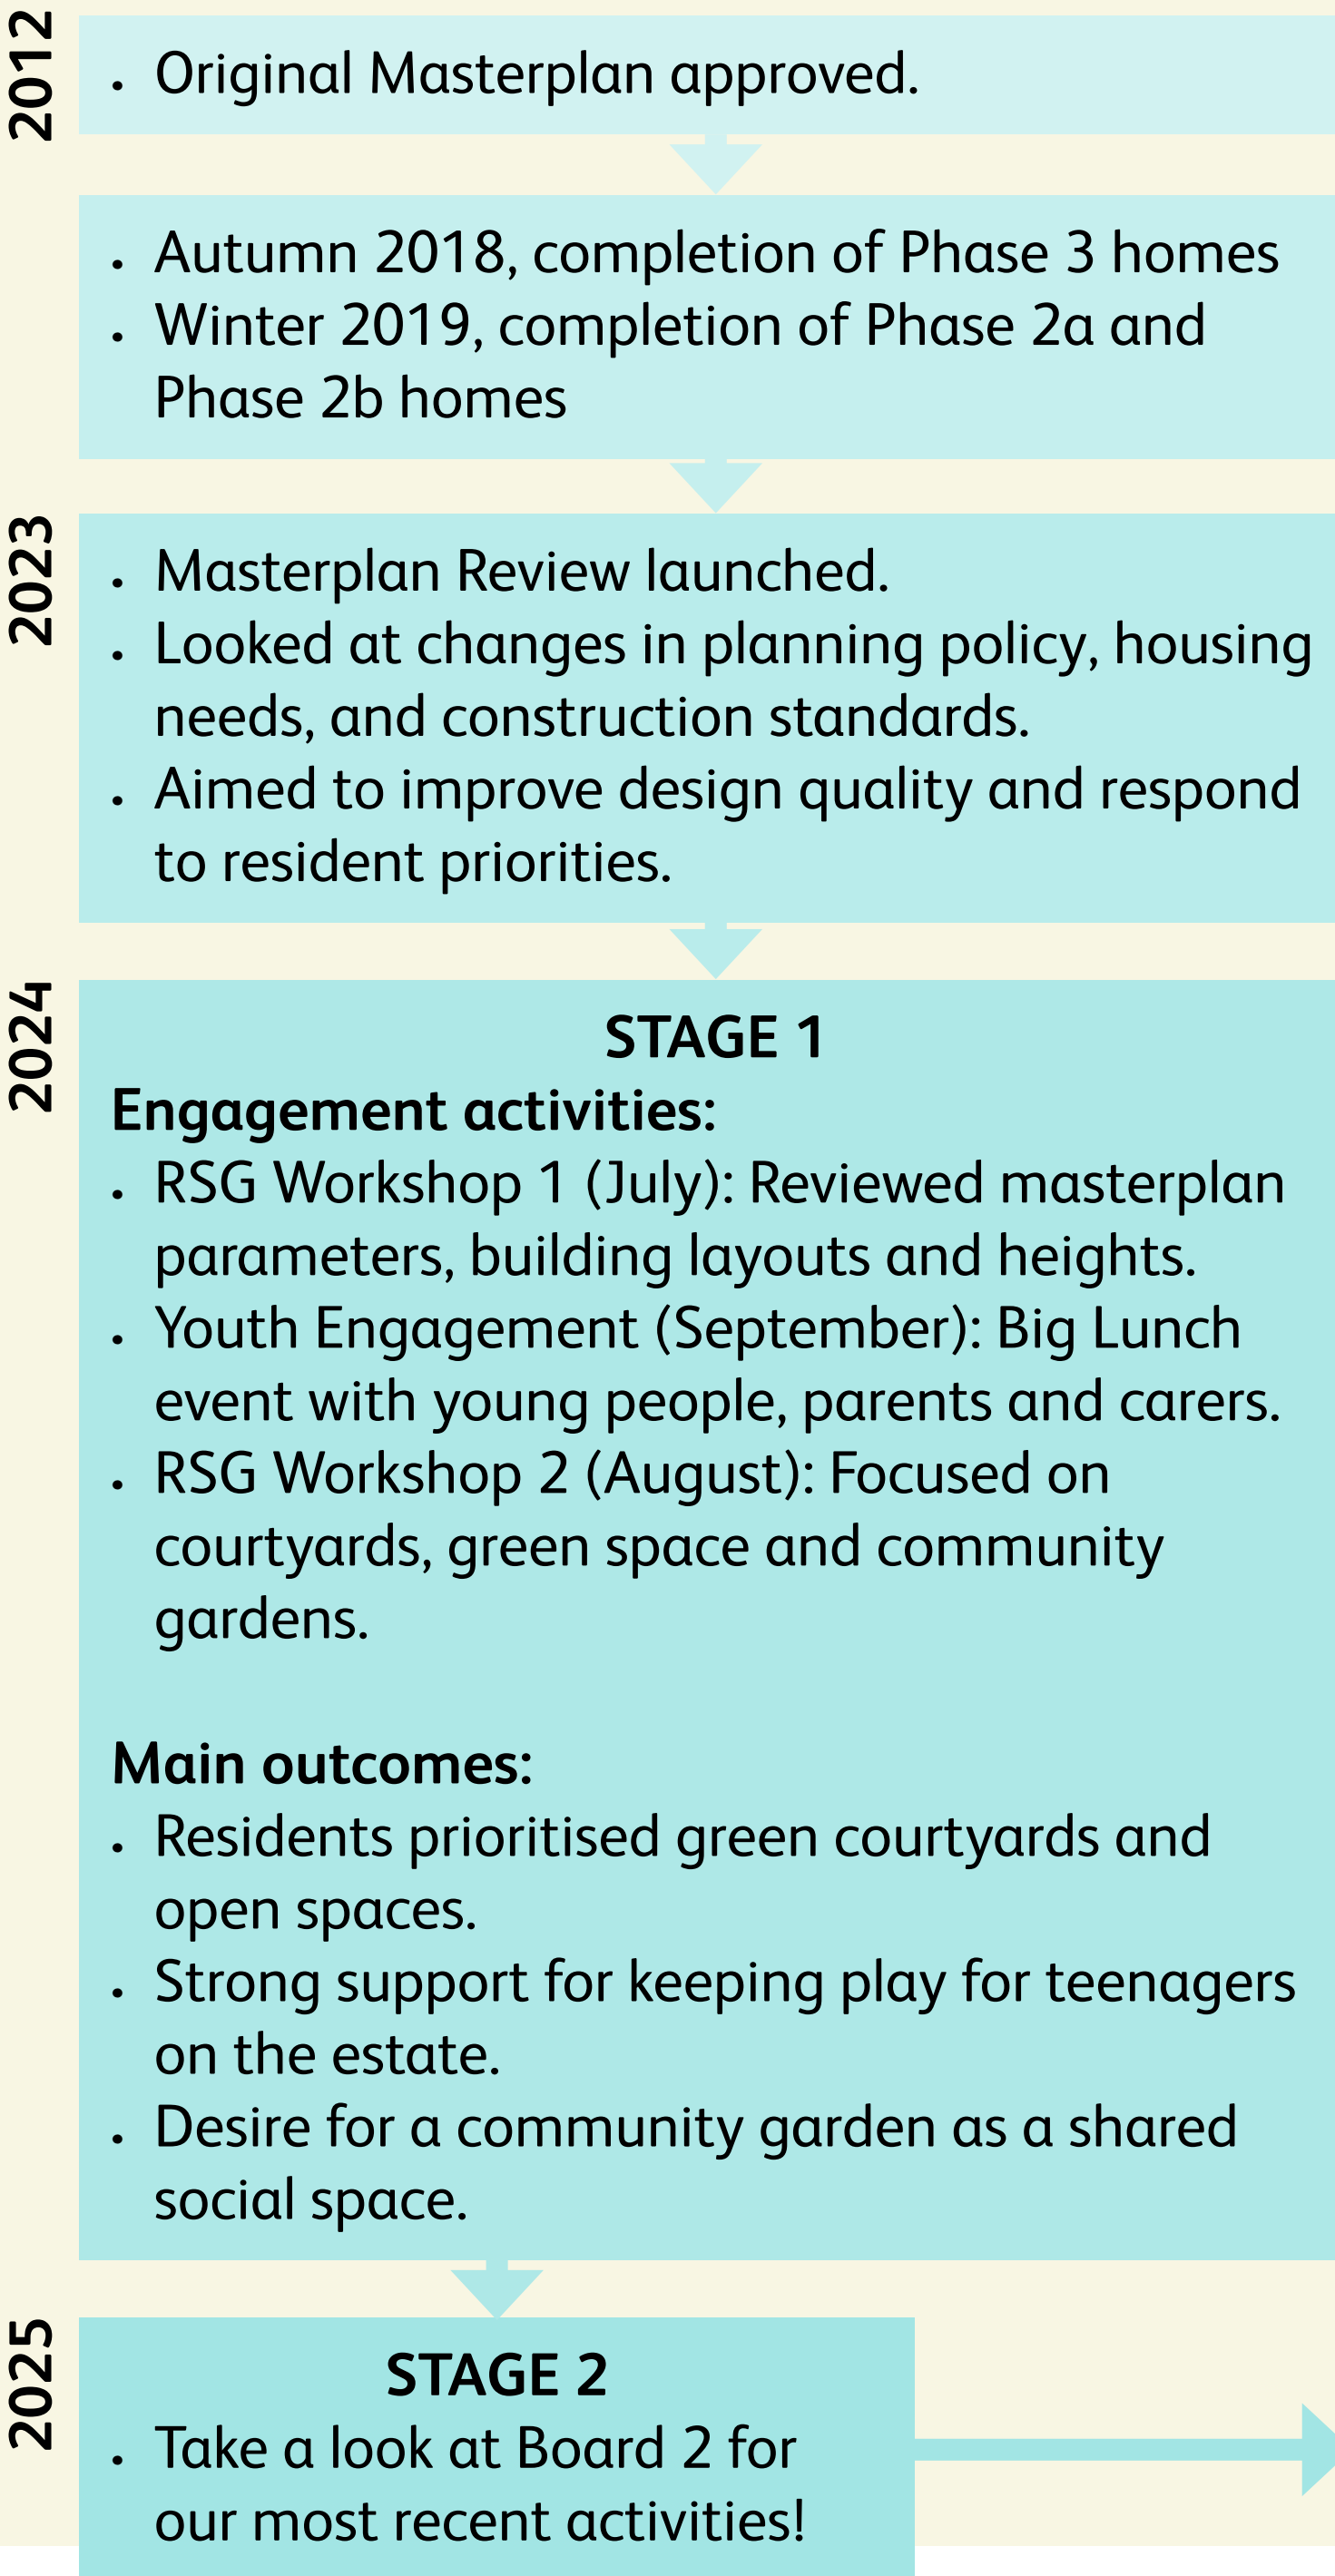 2012
• Original Masterplan approved.
• Autumn 2018, completion of Phase 3 homes
• Winter 2019, completion of Phase 2a and
Phase 2b homes
2023
• Masterplan Review launched.
• Looked at changes in planning policy, housing
needs, and construction standards.
• Aimed to improve design quality and respond
to resident priorities.
2024
STAGE 1
Engagement activities:
• RSG Workshop 1 (July): Reviewed masterplan
parameters, building layouts and heights.
• Youth Engagement (September): Big Lunch
event with young people, parents and carers.
• RSG Workshop 2 (August): Focused on
courtyards, green space and community
gardens.
Main outcomes:
• Residents prioritised green courtyards and
open spaces.
• Strong support for keeping play for teenagers
on the estate.
• Desire for a community garden as a shared
social space.
2025
STAGE 2
• Take a look at Board 2 for
our most recent activities!